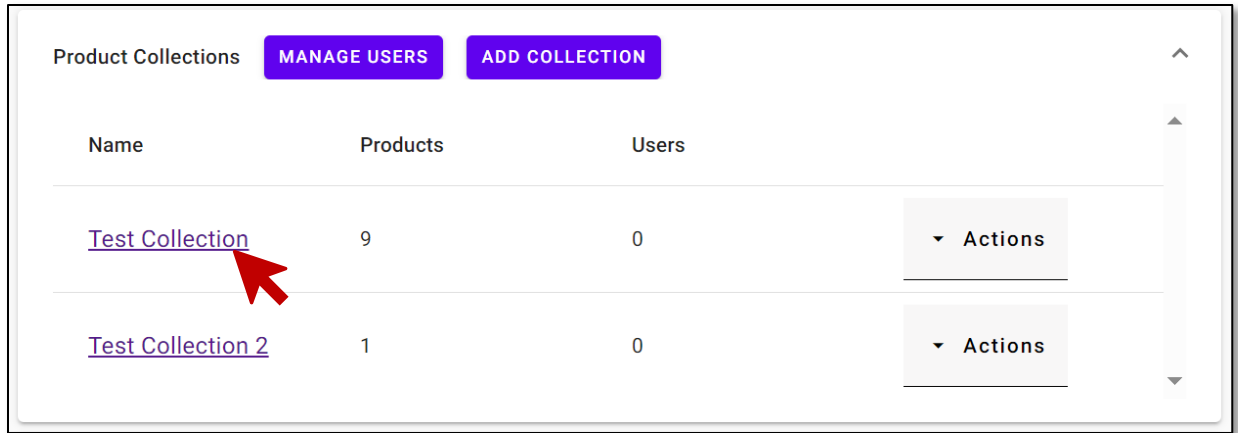 Product Collections MANAGE USERS ADD COLLECTION
Name Products Users
Test Collection 9 0 Actions
Test Collection 2 1 0 Actions